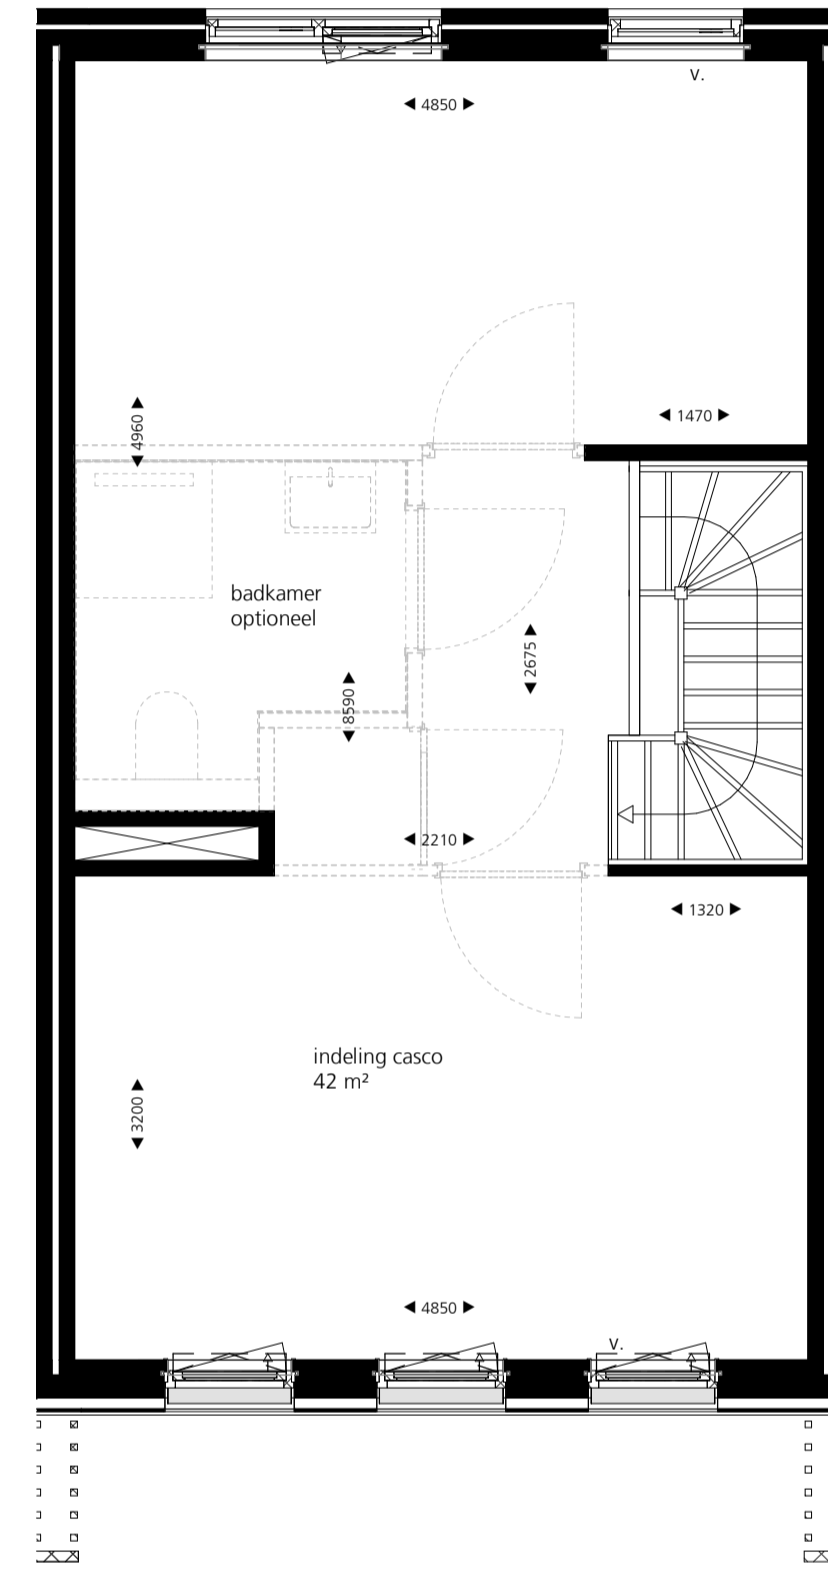 V.
4850
1470
4960
badkamer
optioneel
2675
8590
2210
1320
indeling casco
42 m²
3200
4850
V.